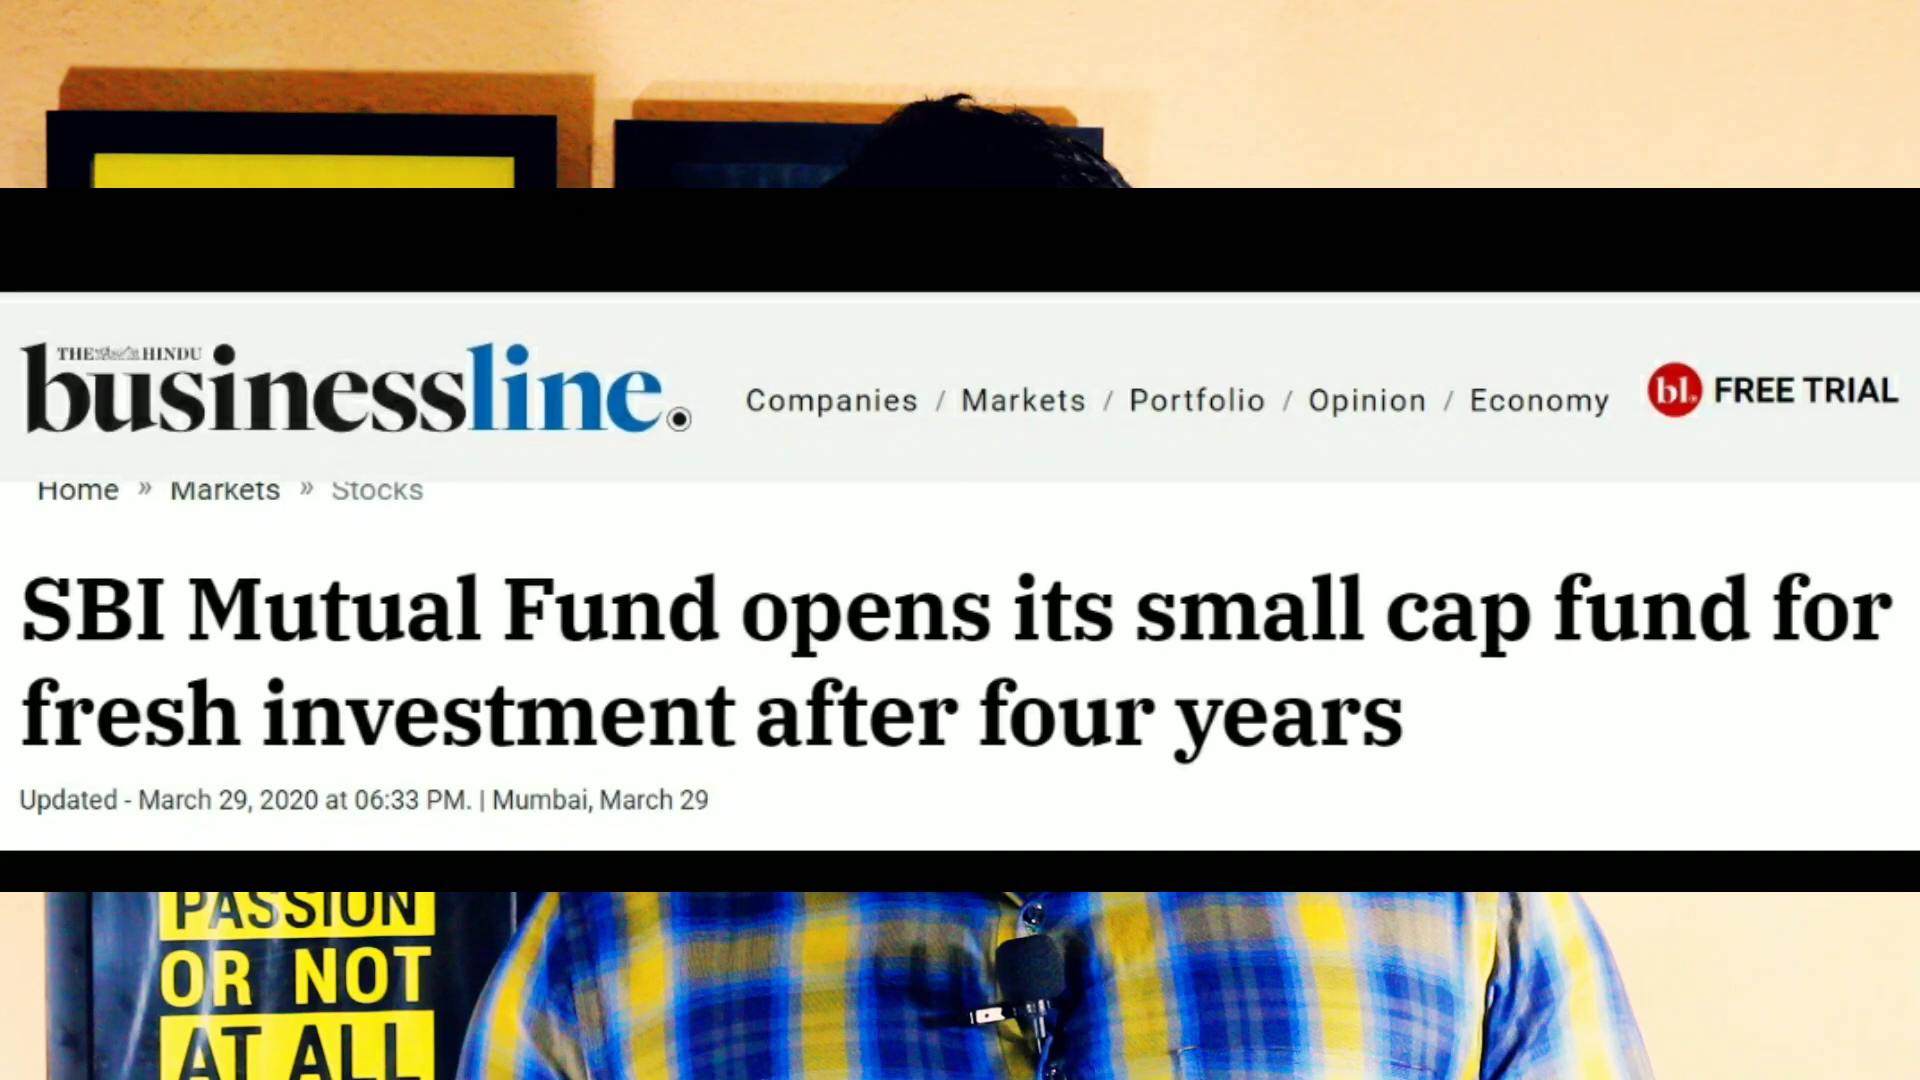 THE HINDU
businessline.
Companies / Markets / Portfolio / Opinion / Economy
bl. FREE TRIAL
Home » Markets » Stocks
SBI Mutual Fund opens its small cap fund for
fresh investment after four years
Updated - March 29, 2020 at 06:33 PM. | Mumbai, March 29
PASSION
OR NOT
AT ALL